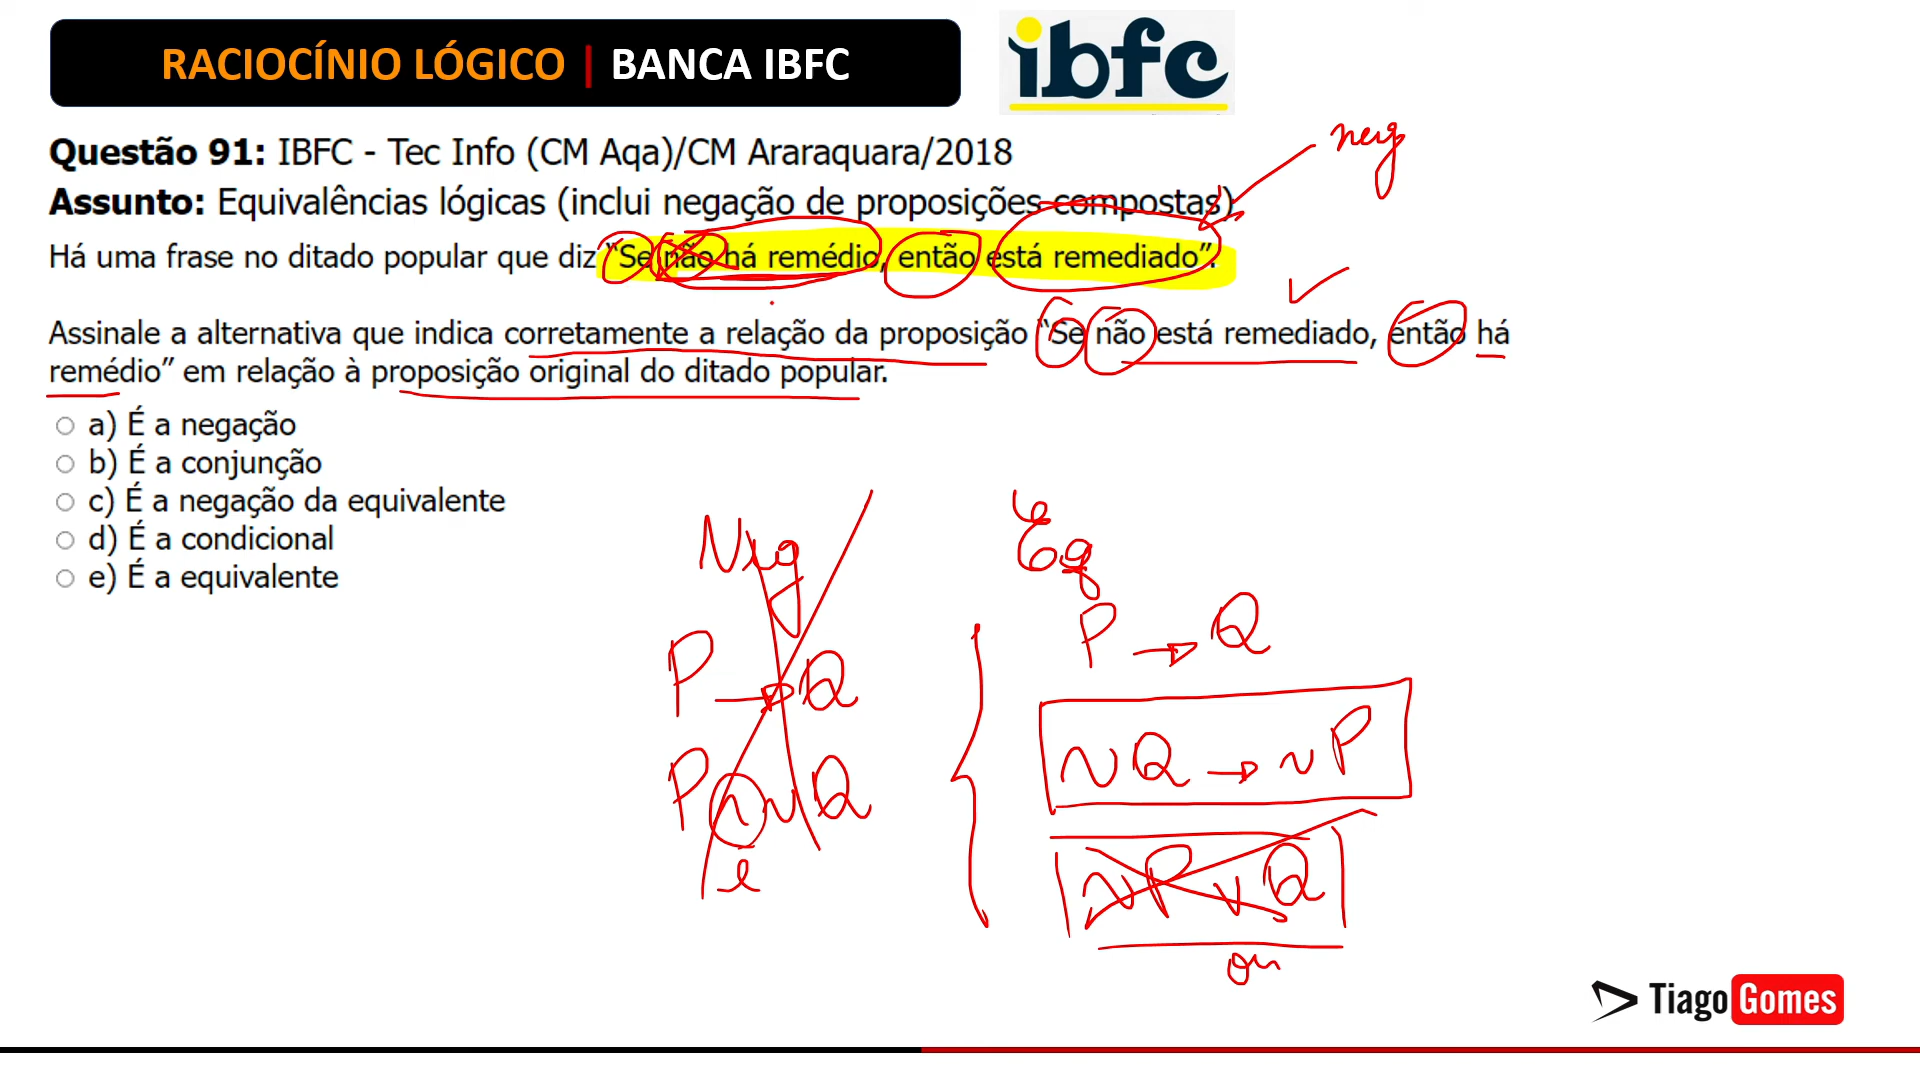 RACIOCÍNIO LÓGICO | BANCA IBFC
ibfc
Questão 91: IBFC - Tec Info (CM Aqa)/CM Araraquara/2018
neg
Assunto: Equivalências lógicas (inclui negação de proposições compostas)
Há uma frase no ditado popular que diz "Se não há remédio, então está remediado".
Assinale a alternativa que indica corretamente a relação da proposição "Se não está remediado, então há
remédio" em relação à proposição original do ditado popular.
a) É a negação
b) É a conjunção
c) É a negação da equivalente
d) É a condicional
e) É a equivalente
Neg
P → Q
P ∧ ~ Q
e
Eq
P → Q
~Q → ~P
~P ∨ Q
ou
Tiago Gomes